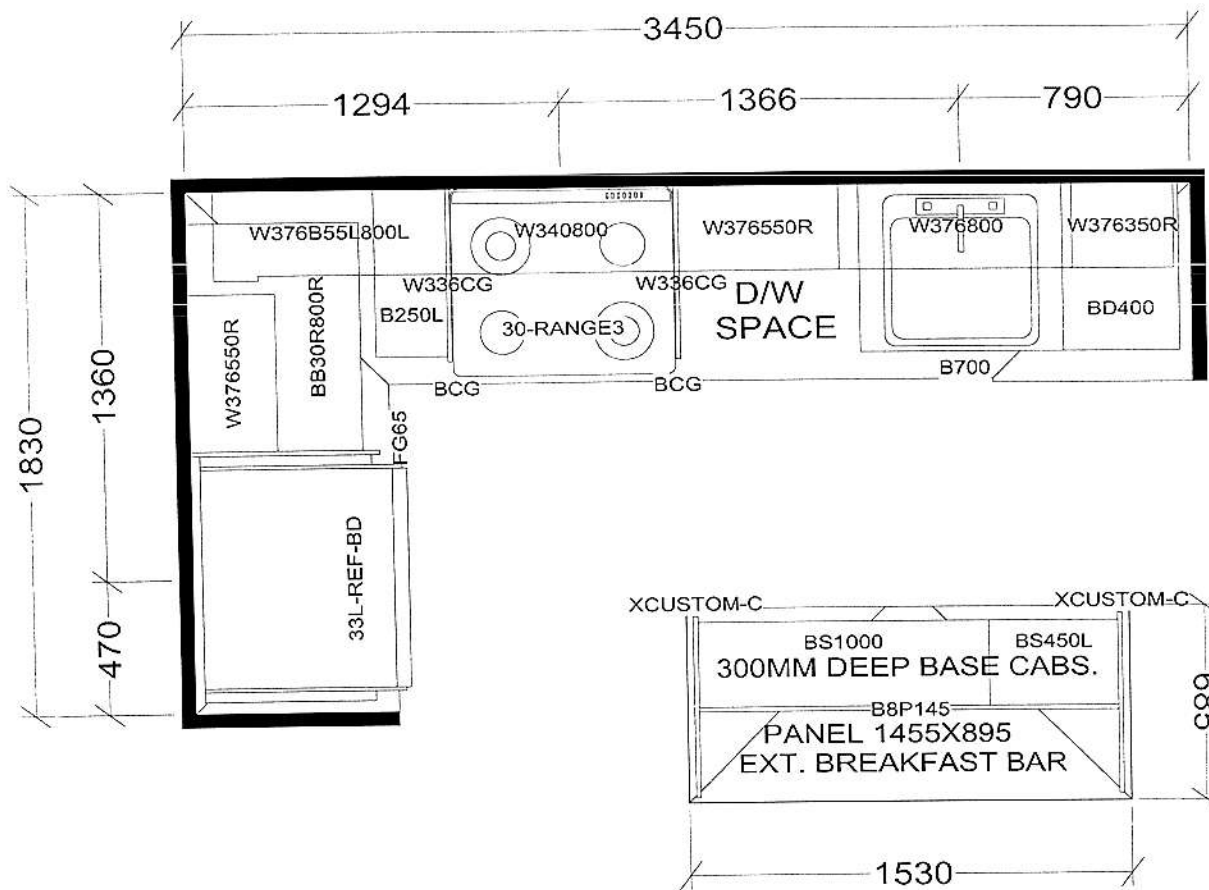 3450
1294
1366
790
W376B55L800L
W340800
W376550R
W376800
W376350R
W336CG
W336CG
B250L
30-RANGE3
D/W
SPACE
BD400
W376550R
BB30R800R
B700
BCG
BCG
FG65
1360
1830
33L-REF-BD
470
XCUSTOM-C
XCUSTOM-C
BS1000
BS450L
300MM DEEP BASE CABS.
B8P145
PANEL 1455X895
EXT. BREAKFAST BAR
1530